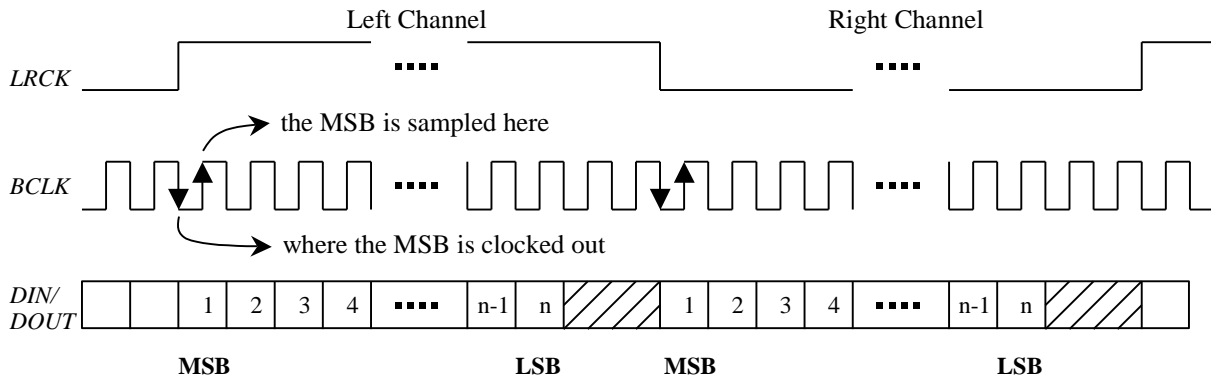 Left Channel Right Channel
LRCK
the MSB is sampled here
BCLK
where the MSB is clocked out
DIN/
DOUT
1 2 3 4 n-1 n 1 2 3 4 n-1 n
MSB LSB MSB LSB